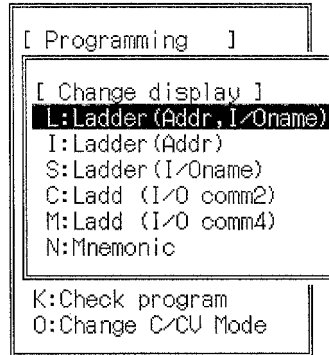 [ Programming ]
[ Change display ]
L:Ladder(Addr,I/Oname)
I:Ladder(Addr)
S:Ladder(I/Oname)
C:Ladd (I/O comm2)
M:Ladd (I/O comm4)
N:Mnemonic
K:Check program
O:Change C/CV Mode